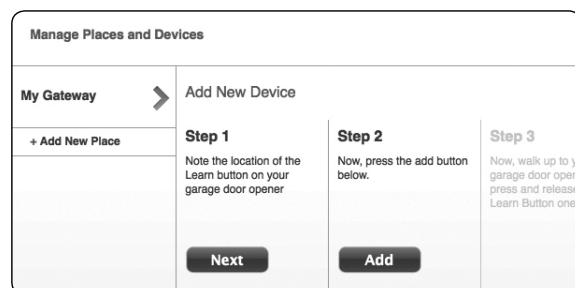 Manage Places and Devices
My Gateway
+ Add New Place
Add New Device
Step 1
Note the location of the
Learn button on your
garage door opener
Next
Step 2
Now, press the add button
below.
Add
Step 3
Now, walk up to
garage door
press and release
Learn Button one